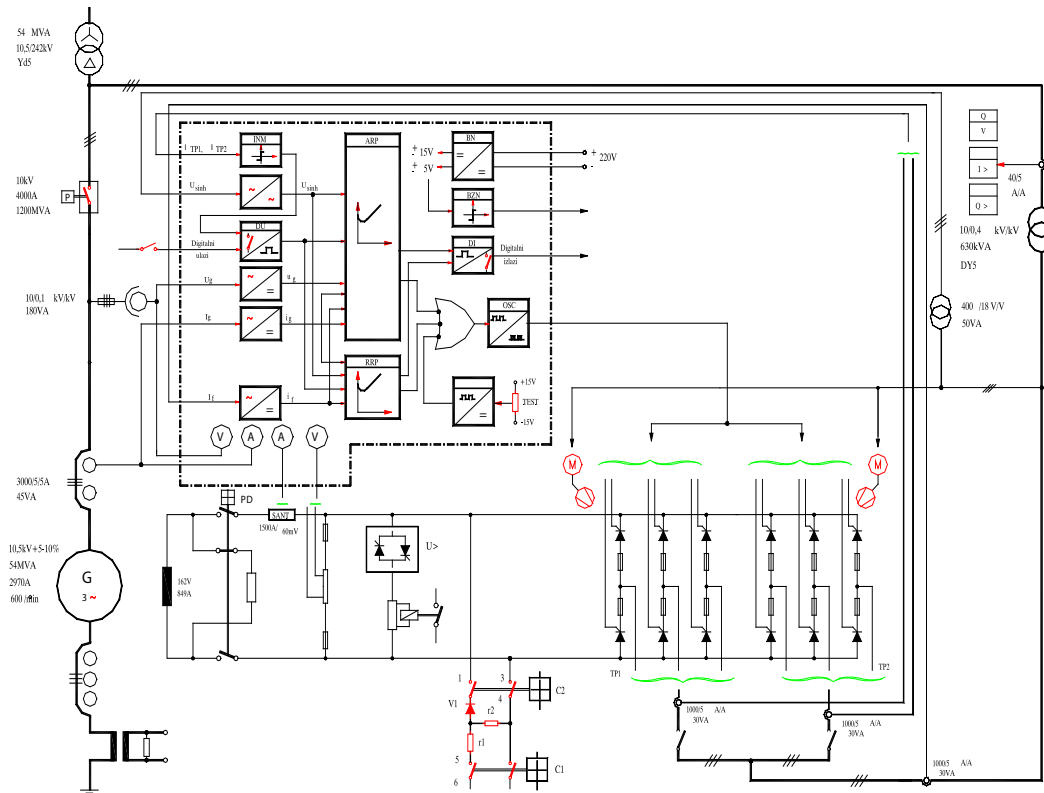 54 MVA
10,5/242kV
Yd5
10kV
4000A
1200MVA
P
10/0,1 kV/kV
180VA
3000/5/5A
45VA
10,5kV+5-10%
54MVA
2970A
600 /min
G
3 ~
INM
I TP1, I TP2
U sinh
U sinh
DU
Digitalni
ulazi
Ug
u g
Ig
i g
I f
i f
ARP
RRP
BN
+ 15V
-
+ 5V
-
+ 220V
-
BZN
DI
Digitalni
izlazi
OSC
+15V
TEST
-15V
V
A
A
V
PD
SANT
1500A/ 60mV
162V
849A
U>
1
3
4
C2
V1
r2
r1
5
6
C1
M
M
TP1
TP2
1000/5 A/A
30VA
1000/5 A/A
30VA
1000/5 A/A
30VA
Q
V
I >
Q >
40/5
A/A
10/0,4 kV/kV
630kVA
DY5
400 /18 V/V
50VA